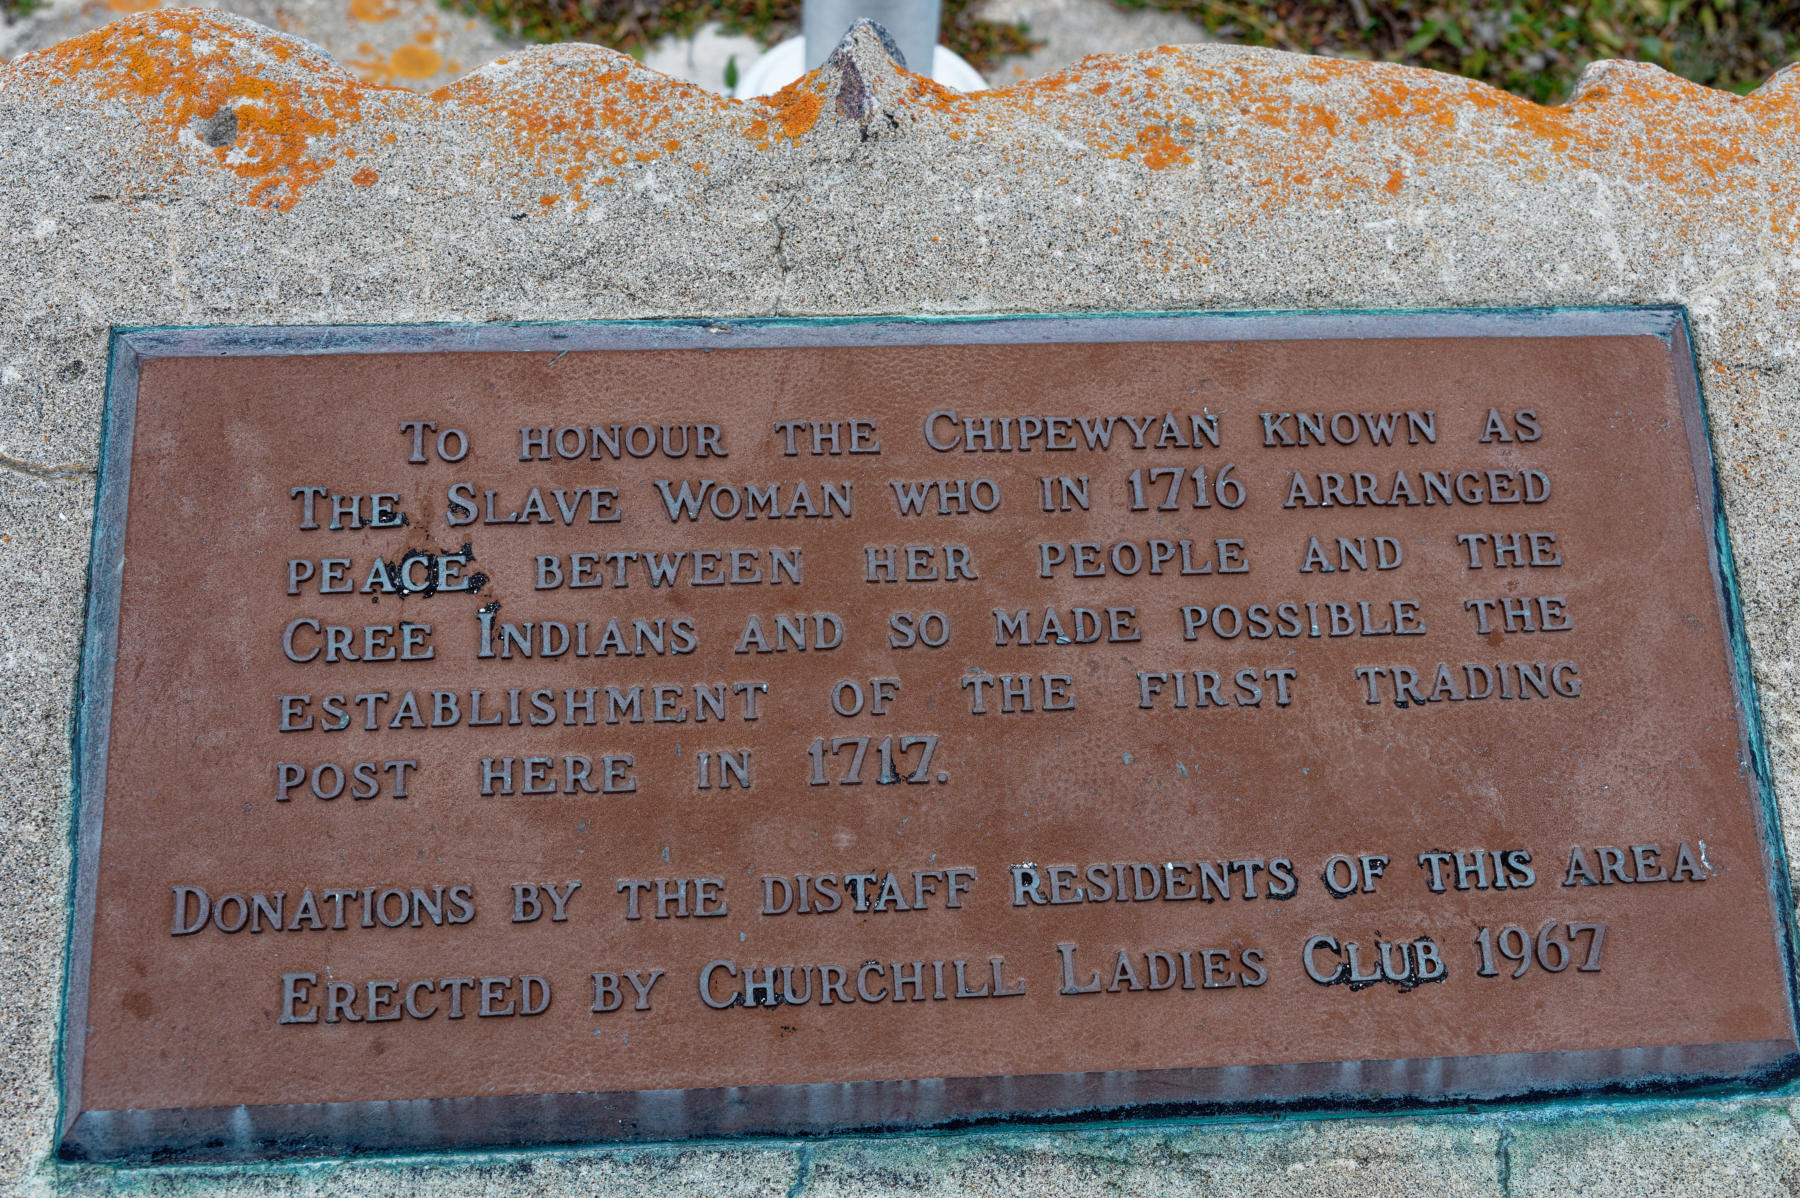 To honour the Chipewyan known as
The Slave Woman who in 1716 arranged
peace between her people and the
Cree Indians and so made possible the
establishment of the first trading
post here in 1717.
Donations by the distaff residents of this area
Erected by Churchill Ladies Club 1967